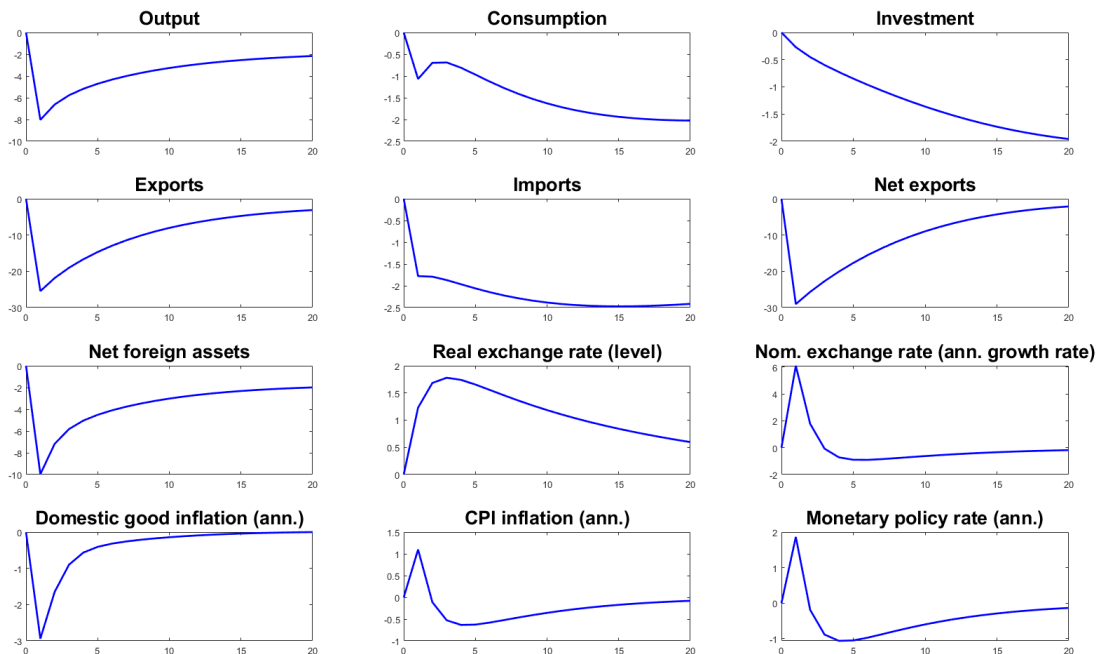 Output
Consumption
Investment
0
-2
-4
-6
-8
-10
0 5 10 15 20
0
-0.5
-1
-1.5
-2
-2.5
0 5 10 15 20
0
-0.5
-1
-1.5
-2
0 5 10 15 20
Exports
Imports
Net exports
0
-10
-20
-30
0 5 10 15 20
0
-0.5
-1
-1.5
-2
-2.5
0 5 10 15 20
0
-10
-20
-30
0 5 10 15 20
Net foreign assets
Real exchange rate (level)
Nom. exchange rate (ann. growth rate)
0
-2
-4
-6
-8
-10
0 5 10 15 20
2
1.5
1
0.5
0
0 5 10 15 20
6
4
2
0
-2
0 5 10 15 20
Domestic good inflation (ann.)
CPI inflation (ann.)
Monetary policy rate (ann.)
0
-1
-2
-3
0 5 10 15 20
1.5
1
0.5
0
-0.5
-1
0 5 10 15 20
2
1
0
-1
0 5 10 15 20